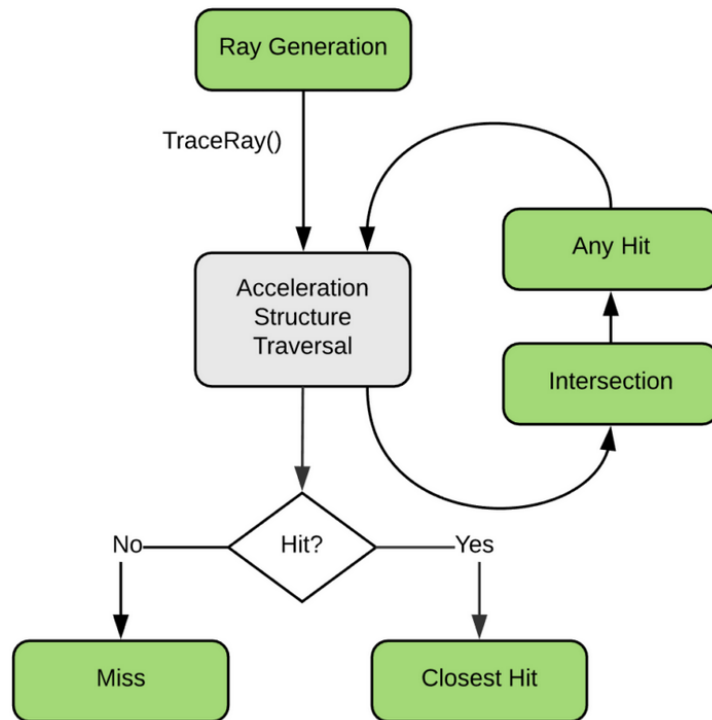 Ray Generation
TraceRay()
Any Hit
Acceleration
Structure
Traversal
Intersection
Hit?
No
Yes
Miss
Closest Hit